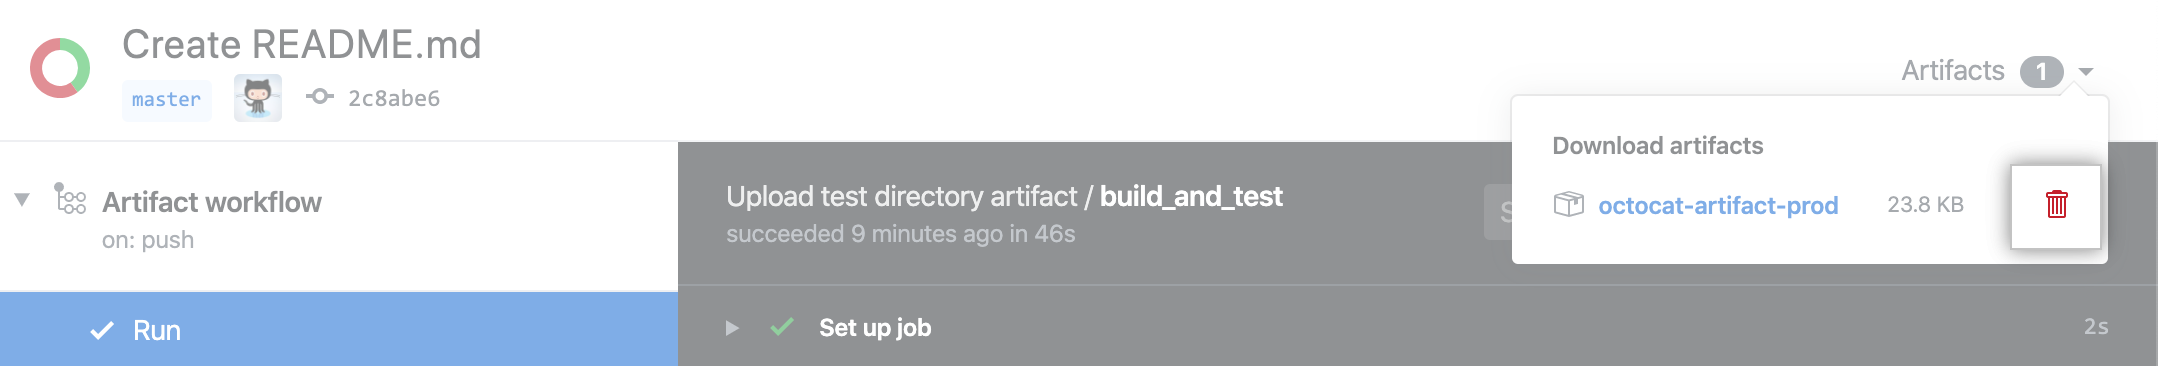 Create README.md
master 2c8abe6
Artifacts 1
Download artifacts
octocat-artifact-prod 23.8 KB
Artifact workflow
on: push
Upload test directory artifact / build_and_test
succeeded 9 minutes ago in 46s
Run
Set up job 2s